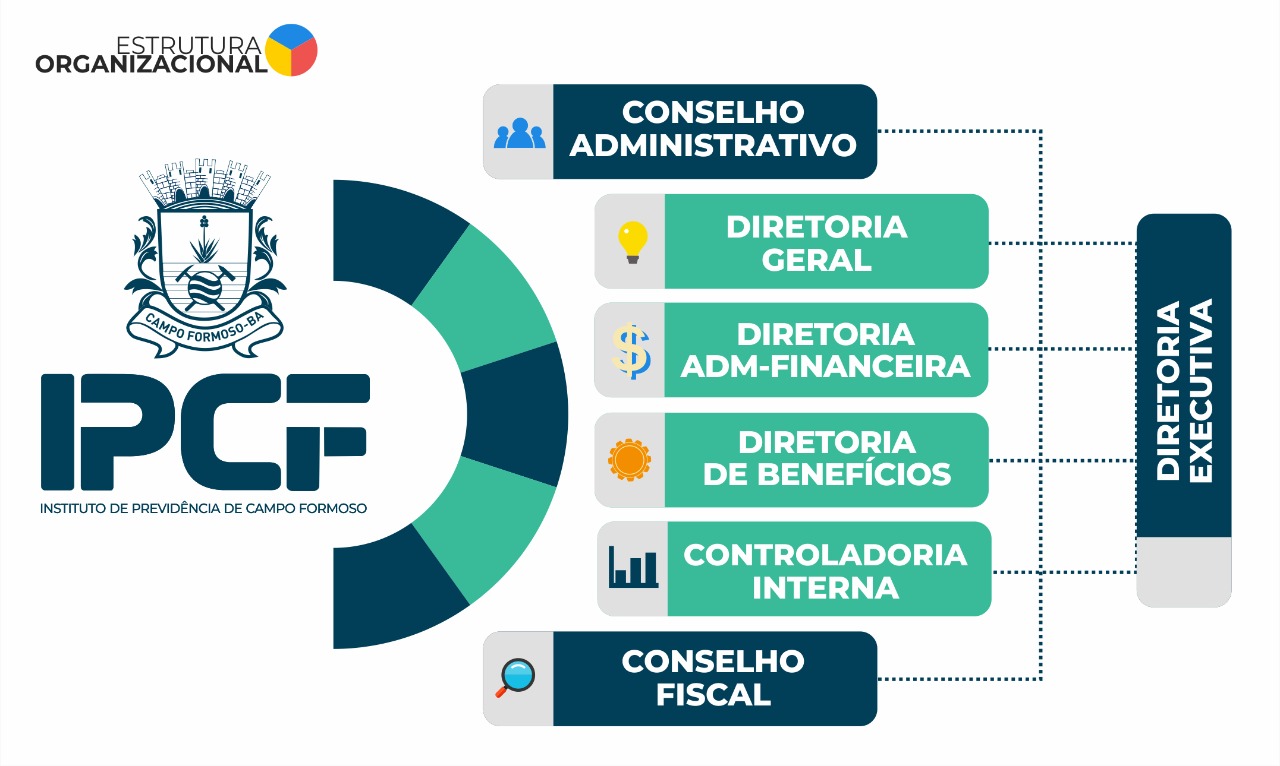 ESTRUTURA
ORGANIZACIONAL
CAMPO FORMOSO-BA
IPCF
INSTITUTO DE PREVIDÊNCIA DE CAMPO FORMOSO
CONSELHO
ADMINISTRATIVO
DIRETORIA
GERAL
$
DIRETORIA
ADM-FINANCEIRA
DIRETORIA
DE BENEFÍCIOS
CONTROLADORIA
INTERNA
CONSELHO
FISCAL
DIRETORIA
EXECUTIVA